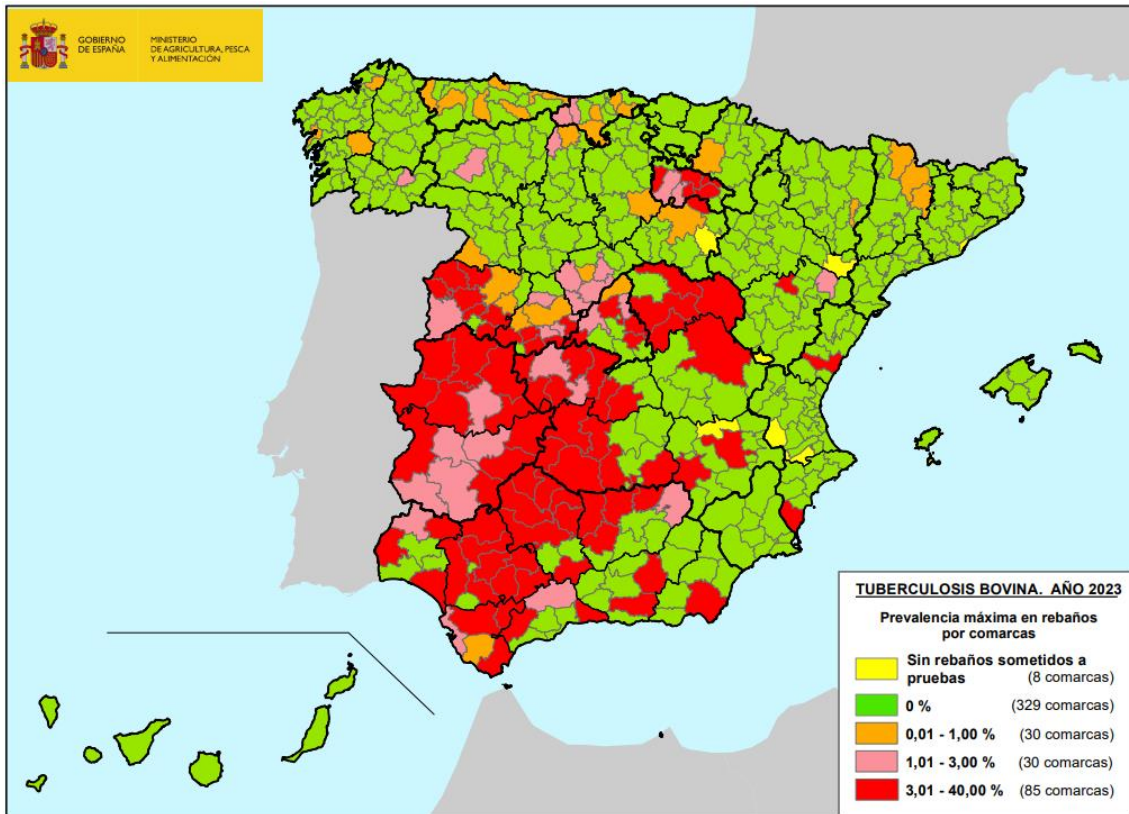 GOBIERNO
DE ESPAÑA
MINISTERIO
DE AGRICULTURA, PESCA
Y ALIMENTACIÓN
TUBERCULOSIS BOVINA. AÑO 2023
Prevalencia máxima en rebaños
por comarcas
Sin rebaños sometidos a
pruebas (8 comarcas)
0 % (329 comarcas)
0,01 - 1,00 % (30 comarcas)
1,01 - 3,00 % (30 comarcas)
3,01 - 40,00 % (85 comarcas)